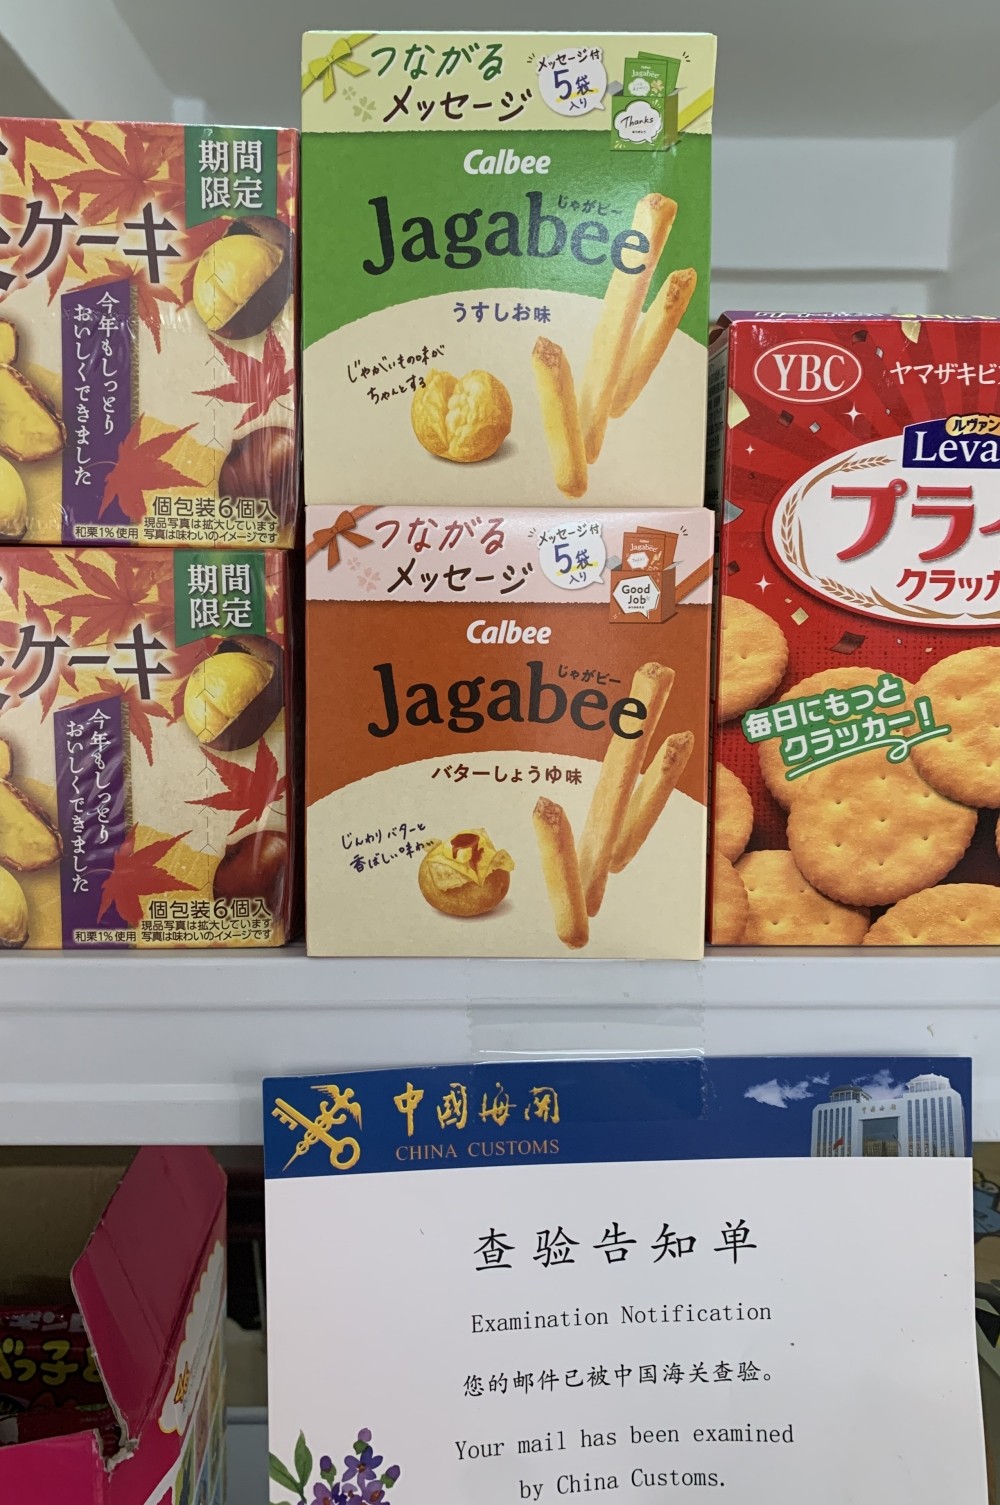 期間
限定
ケーキ
今年もしっとり
おいしくできました
個包装6個入
現品写真は拡大しています
和栗1%使用 写真は味わいのイメージです
期間
限定
ケーキ
今年もしっとり
おいしくできました
個包装6個入
現品写真は拡大しています
和栗1%使用 写真は味わいのイメージです
つながる
メッセージ
メッセージ付
5袋
入り
Jagabee
Thanks
Calbee
じゃがビー
Jagabee
うすしお味
じゃがいもの味が
ちゃんとする
つながる
メッセージ
メッセージ付
5袋
入り
Jagabee
Good
Job
Calbee
じゃがビー
Jagabee
バターしょうゆ味
じんわりバターと
香ばしい味わい
YBC
ヤマザキビ
ルヴァン
Leva
プライ
クラッカ
毎日にもっと
クラッカー!
中國海関
CHINA CUSTOMS
查验告知单
Examination Notification
您的邮件已被中国海关查验。
Your mail has been examined
by China Customs.